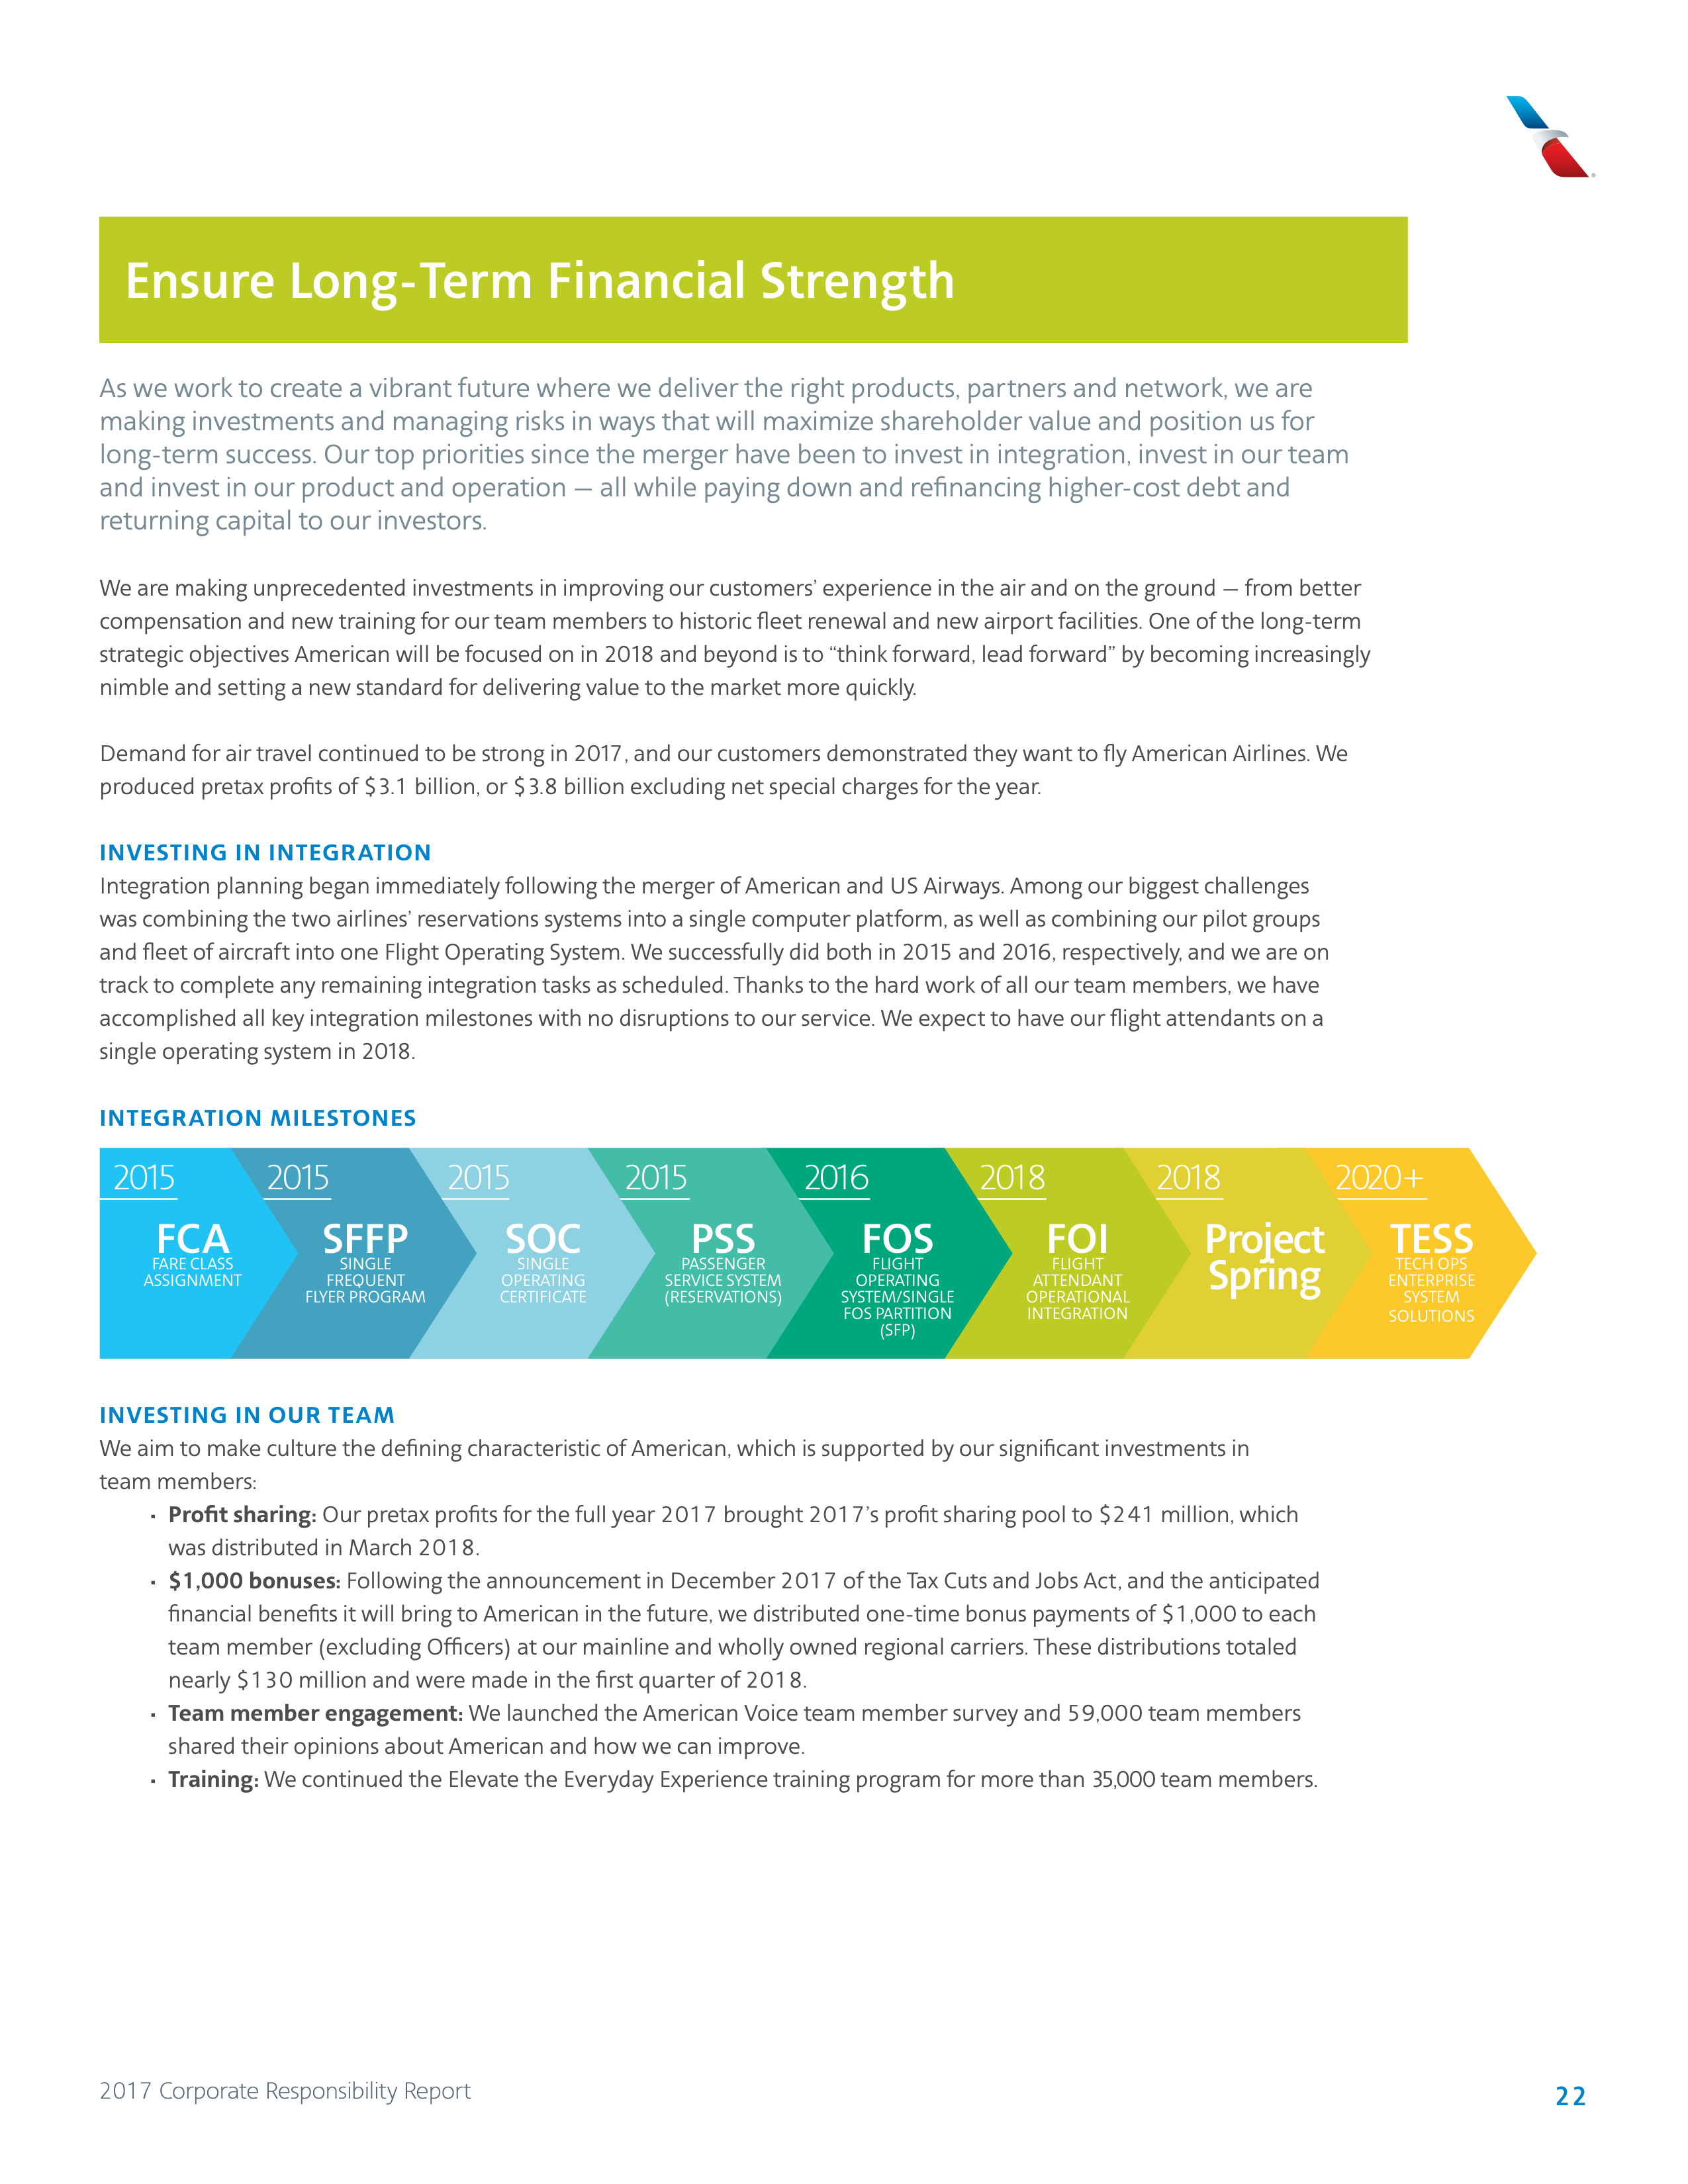 Ensure Long-Term Financial Strength
As we work to create a vibrant future where we deliver the right products, partners and network, we are
making investments and managing risks in ways that will maximize shareholder value and position us for
long-term success. Our top priorities since the merger have been to invest in integration, invest in our team
and invest in our product and operation — all while paying down and refinancing higher-cost debt and
returning capital to our investors.
We are making unprecedented investments in improving our customers’ experience in the air and on the ground — from better
compensation and new training for our team members to historic fleet renewal and new airport facilities. One of the long-term
strategic objectives American will be focused on in 2018 and beyond is to “think forward, lead forward” by becoming increasingly
nimble and setting a new standard for delivering value to the market more quickly.
Demand for air travel continued to be strong in 2017, and our customers demonstrated they want to fly American Airlines. We
produced pretax profits of $3.1 billion, or $3.8 billion excluding net special charges for the year.
INVESTING IN INTEGRATION
Integration planning began immediately following the merger of American and US Airways. Among our biggest challenges
was combining the two airlines’ reservations systems into a single computer platform, as well as combining our pilot groups
and fleet of aircraft into one Flight Operating System. We successfully did both in 2015 and 2016, respectively, and we are on
track to complete any remaining integration tasks as scheduled. Thanks to the hard work of all our team members, we have
accomplished all key integration milestones with no disruptions to our service. We expect to have our flight attendants on a
single operating system in 2018.
INTEGRATION MILESTONES
2015
FCA
FARE CLASS
ASSIGNMENT
2015
SFFP
SINGLE
FREQUENT
FLYER PROGRAM
2015
SOC
SINGLE
OPERATING
CERTIFICATE
2015
PSS
PASSENGER
SERVICE SYSTEM
(RESERVATIONS)
2016
FOS
FLIGHT
OPERATING
SYSTEM/SINGLE
FOS PARTITION
(SFP)
2018
FOI
FLIGHT
ATTENDANT
OPERATIONAL
INTEGRATION
2018
Project
Spring
2020+
TESS
TECH OPS
ENTERPRISE
SYSTEM
SOLUTIONS
INVESTING IN OUR TEAM
We aim to make culture the defining characteristic of American, which is supported by our significant investments in
team members:
• Profit sharing: Our pretax profits for the full year 2017 brought 2017’s profit sharing pool to $241 million, which
was distributed in March 2018.
• $1,000 bonuses: Following the announcement in December 2017 of the Tax Cuts and Jobs Act, and the anticipated
financial benefits it will bring to American in the future, we distributed one-time bonus payments of $1,000 to each
team member (excluding Officers) at our mainline and wholly owned regional carriers. These distributions totaled
nearly $130 million and were made in the first quarter of 2018.
• Team member engagement: We launched the American Voice team member survey and 59,000 team members
shared their opinions about American and how we can improve.
• Training: We continued the Elevate the Everyday Experience training program for more than 35,000 team members.
2017 Corporate Responsibility Report
22